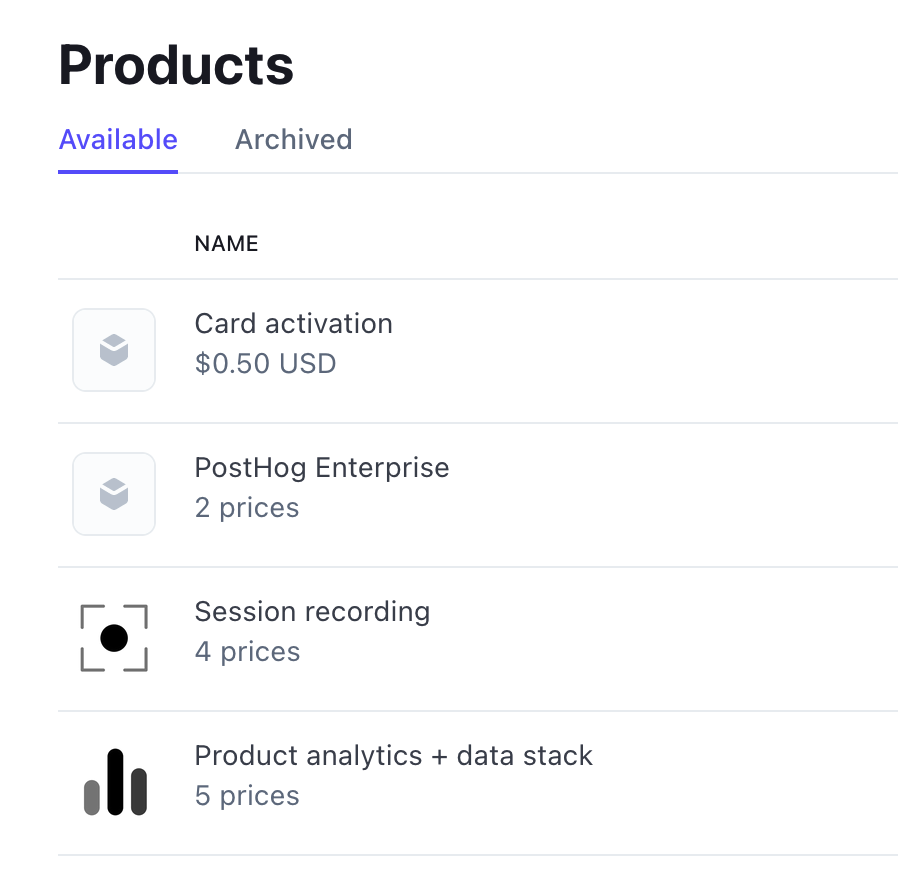 Products
Available Archived
NAME
Card activation
$0.50 USD
PostHog Enterprise
2 prices
Session recording
4 prices
Product analytics + data stack
5 prices